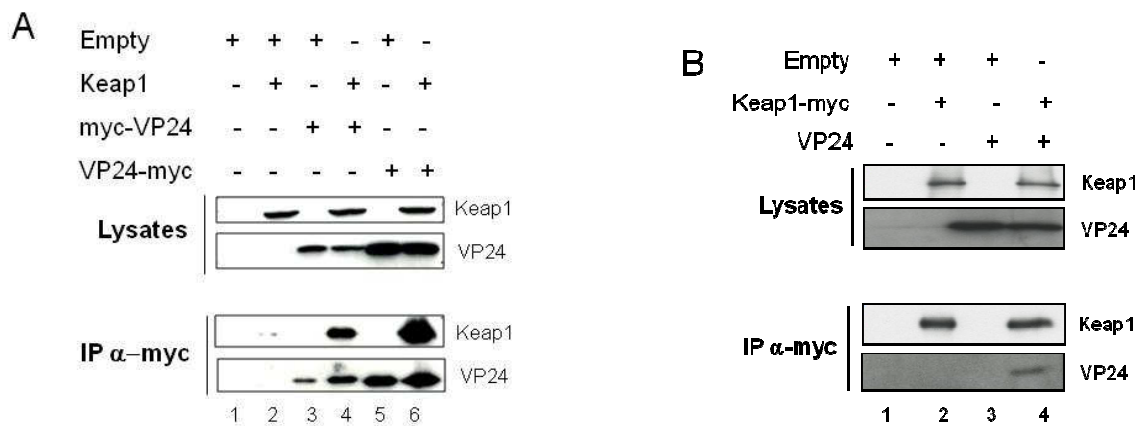 A
Empty + + + - + -
Keap1 - + - + - +
myc-VP24 - - + + - -
VP24-myc - - - - + +
Lysates
Keap1
VP24
IP α–myc
Keap1
VP24
1 2 3 4 5 6
B
Empty + + + -
Keap1-myc - + - +
VP24 - - + +
Lysates
Keap1
VP24
IP α-myc
Keap1
VP24
1 2 3 4